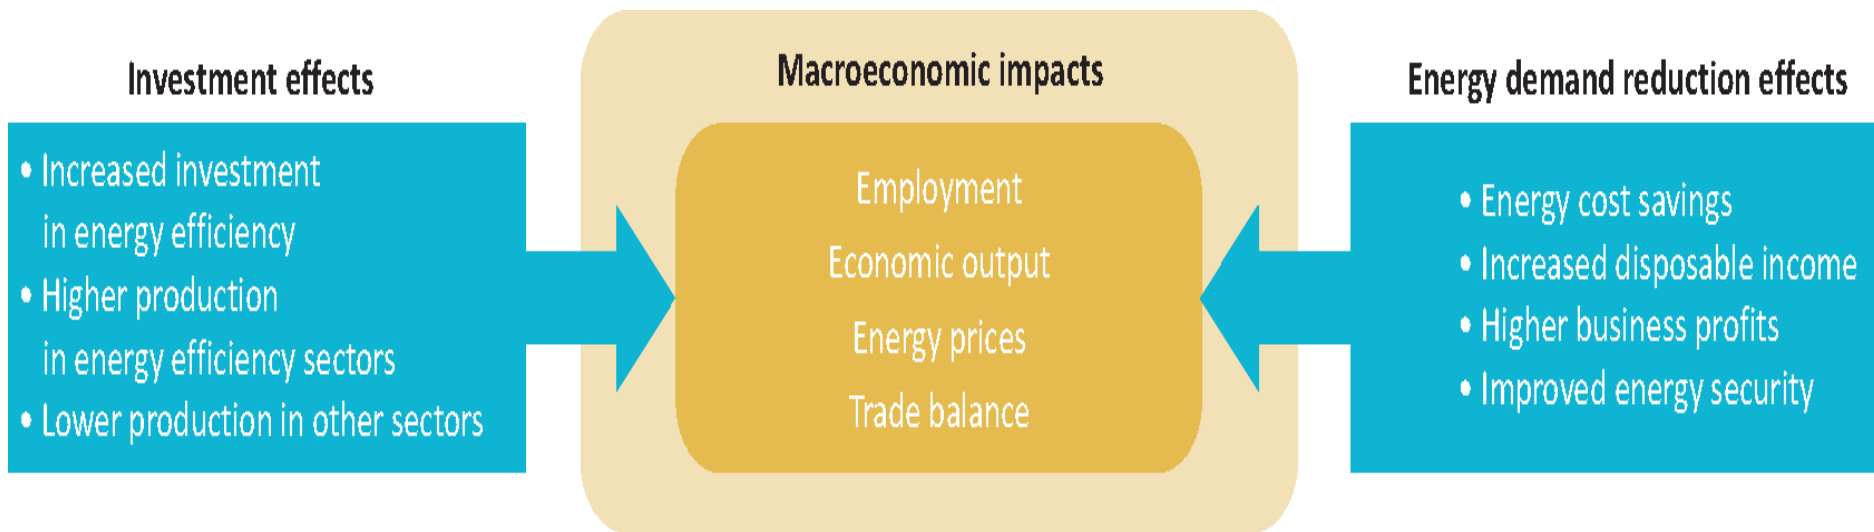 Investment effects
• Increased investment
in energy efficiency
• Higher production
in energy efficiency sectors
• Lower production in other sectors
Macroeconomic impacts
Employment
Economic output
Energy prices
Trade balance
Energy demand reduction effects
• Energy cost savings
• Increased disposable income
• Higher business profits
• Improved energy security